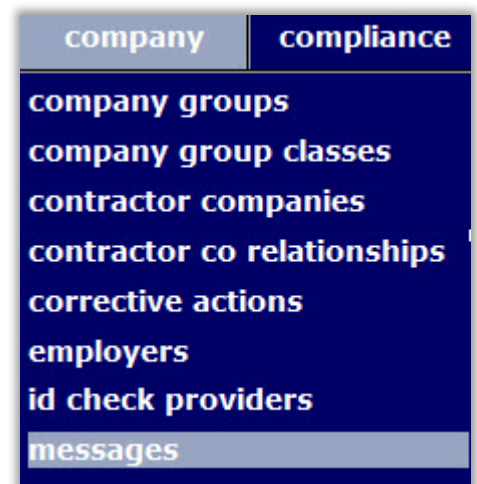 company compliance
company groups
company group classes
contractor companies
contractor co relationships
corrective actions
employers
id check providers
messages